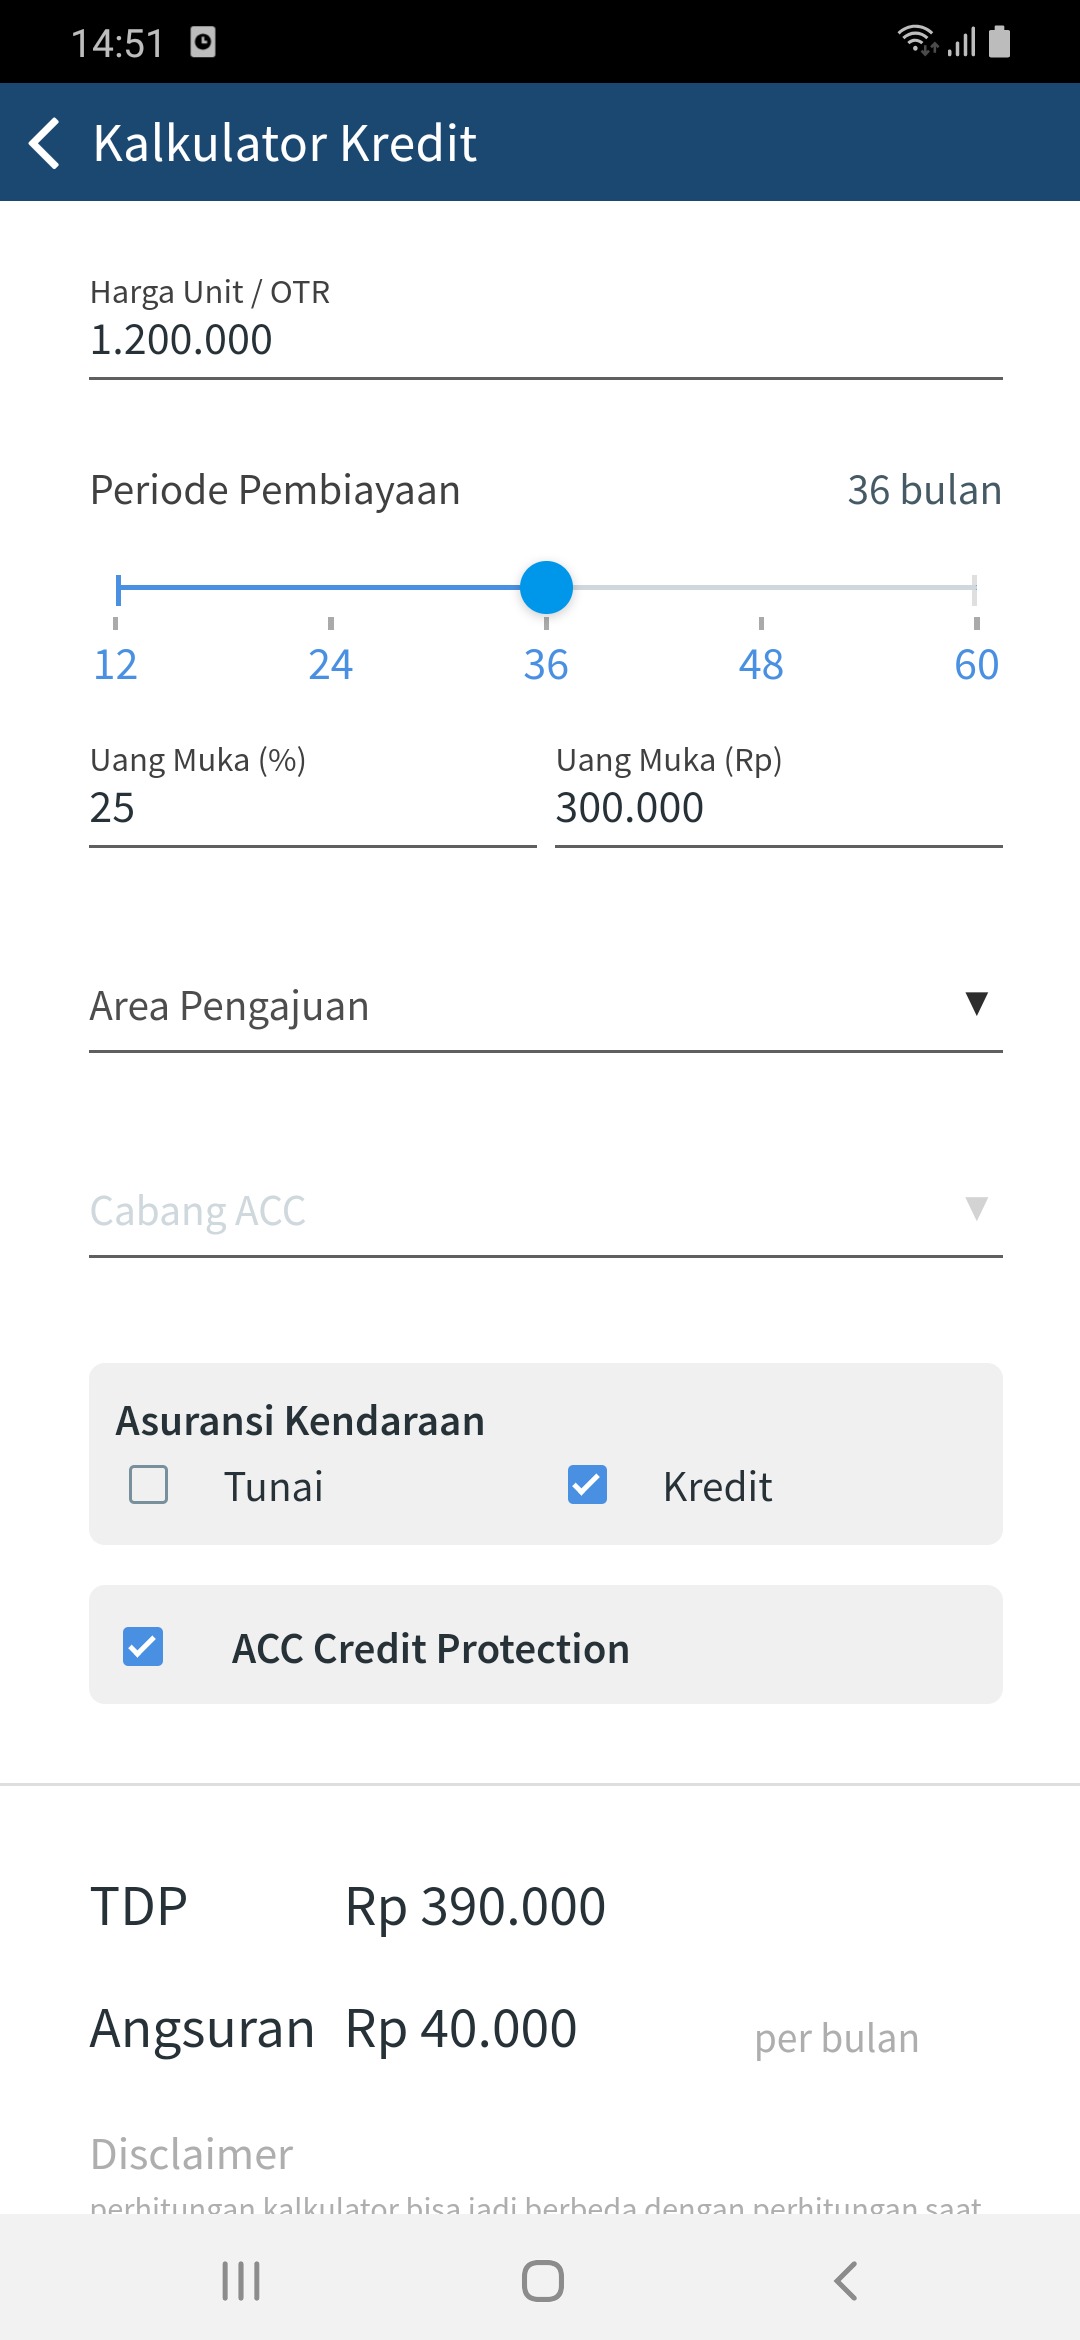 14:51
Kalkulator Kredit
Harga Unit / OTR
1.200.000
Periode Pembiayaan 36 bulan
12 24 36 48 60
Uang Muka (%) Uang Muka (Rp)
25 300.000
Area Pengajuan
Cabang ACC
Asuransi Kendaraan
Tunai Kredit
ACC Credit Protection
TDP Rp 390.000
Angsuran Rp 40.000 per bulan
Disclaimer
perhitungan kalkulator bisa jadi berbeda dengan perhitungan saat